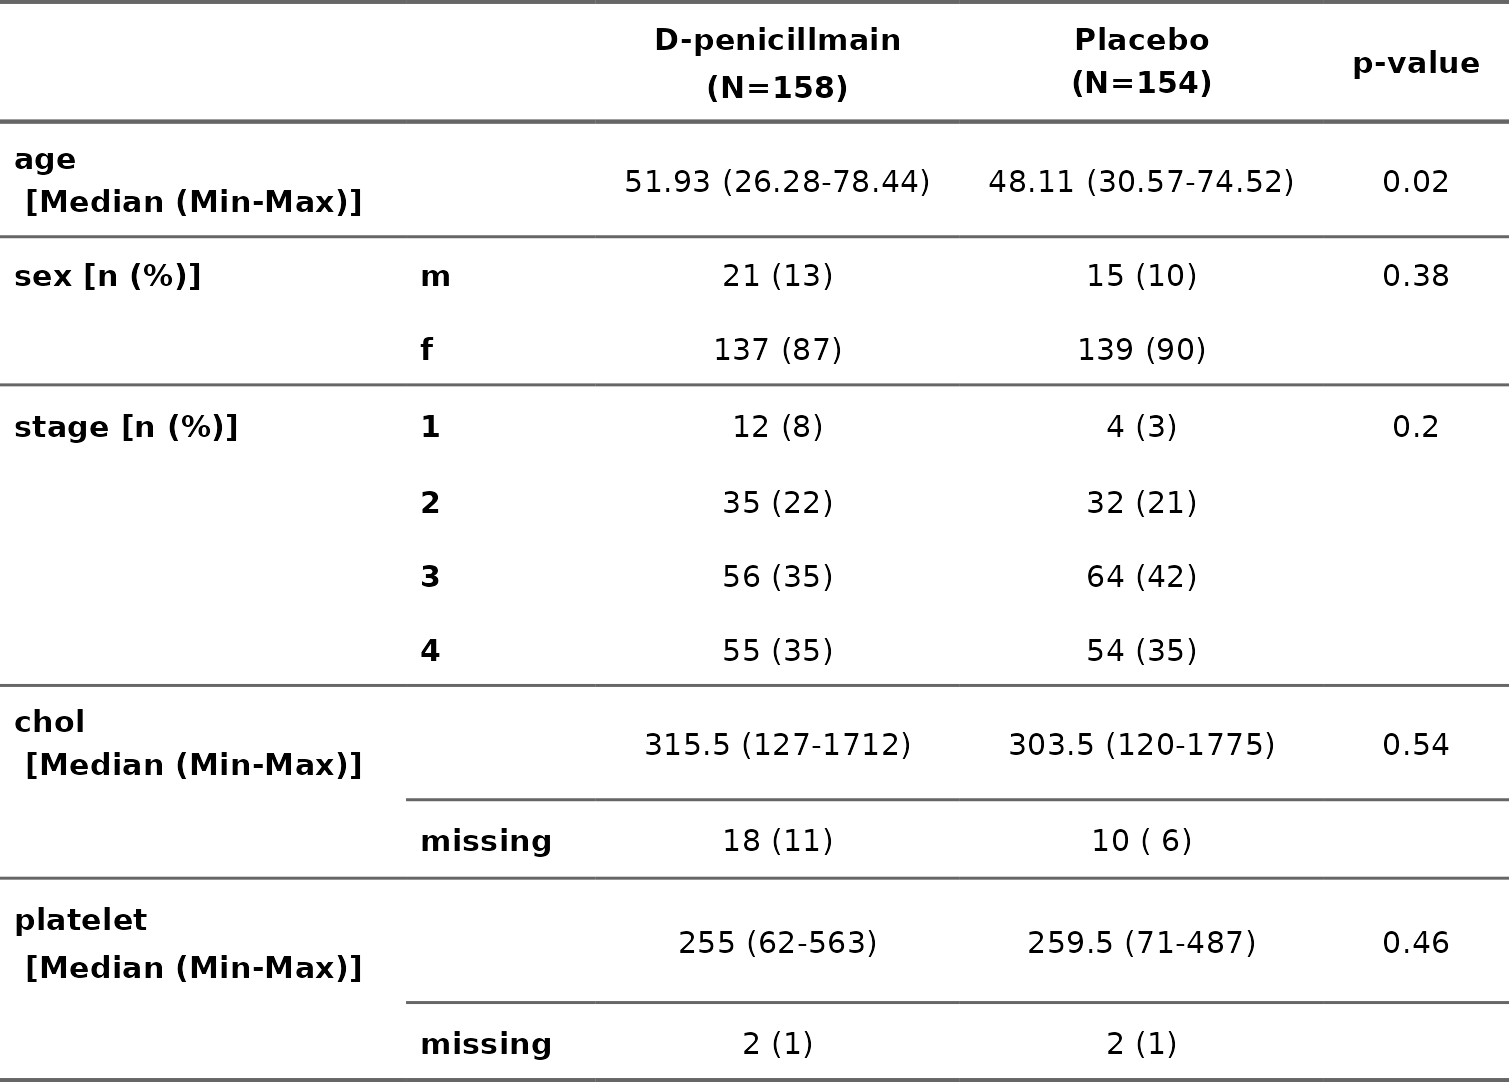 D-penicillmain Placebo p-value
(N=158) (N=154)
age
[Median (Min-Max)] 51.93 (26.28-78.44) 48.11 (30.57-74.52) 0.02
sex [n (%)] m 21 (13) 15 (10) 0.38
f 137 (87) 139 (90)
stage [n (%)] 1 12 (8) 4 (3) 0.2
2 35 (22) 32 (21)
3 56 (35) 64 (42)
4 55 (35) 54 (35)
chol
[Median (Min-Max)] 315.5 (127-1712) 303.5 (120-1775) 0.54
missing 18 (11) 10 ( 6)
platelet
[Median (Min-Max)] 255 (62-563) 259.5 (71-487) 0.46
missing 2 (1) 2 (1)